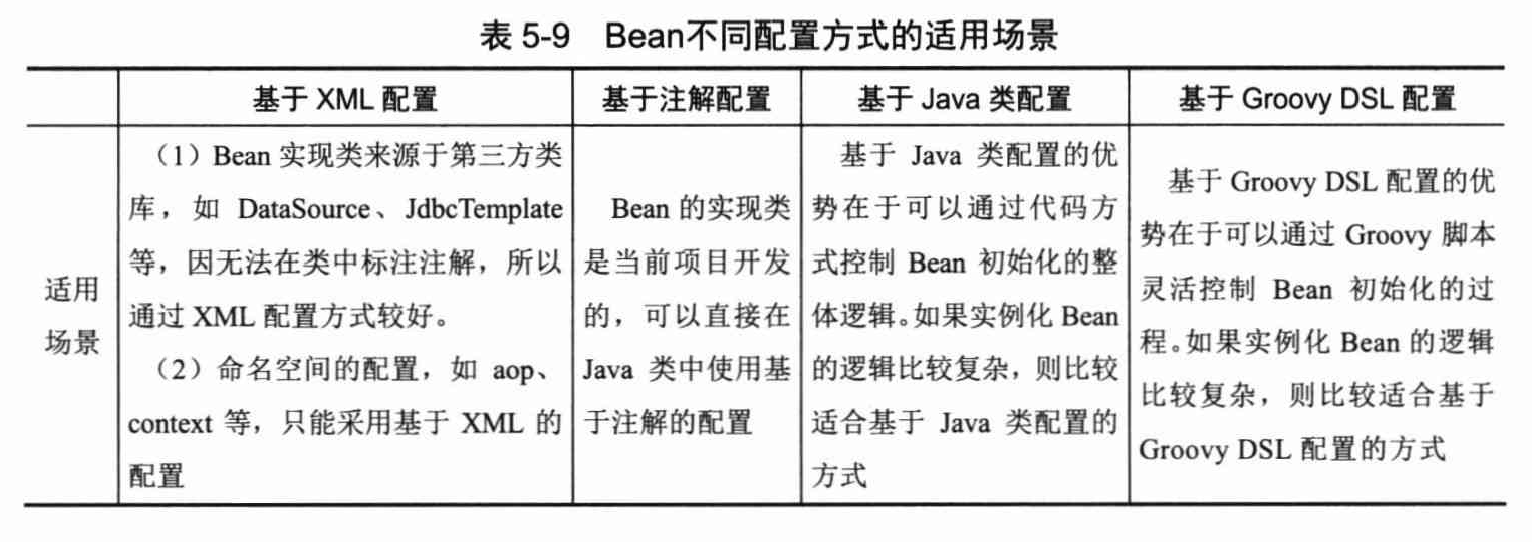 表 5-9 Bean不同配置方式的适用场景
基于 XML 配置
基于注解配置
基于 Java 类配置
基于 Groovy DSL 配置
适用
场景
（1）Bean 实现类来源于第三方类
库，如 DataSource、JdbcTemplate
等，因无法在类中标注注解，所以
通过 XML 配置方式较好。
（2）命名空间的配置，如 aop、
context 等，只能采用基于 XML 的
配置
Bean 的实现类
是当前项目开发
的，可以直接在
Java 类中使用基
于注解的配置
基于 Java 类配置的优
势在于可以通过代码方
式控制 Bean 初始化的整
体逻辑。如果实例化 Bean
的逻辑比较复杂，则比较
适合基于 Java 类配置的
方式
基于 Groovy DSL 配置的优
势在于可以通过 Groovy 脚本
灵活控制 Bean 初始化的过
程。如果实例化 Bean 的逻辑
比较复杂，则比较适合基于
Groovy DSL 配置的方式